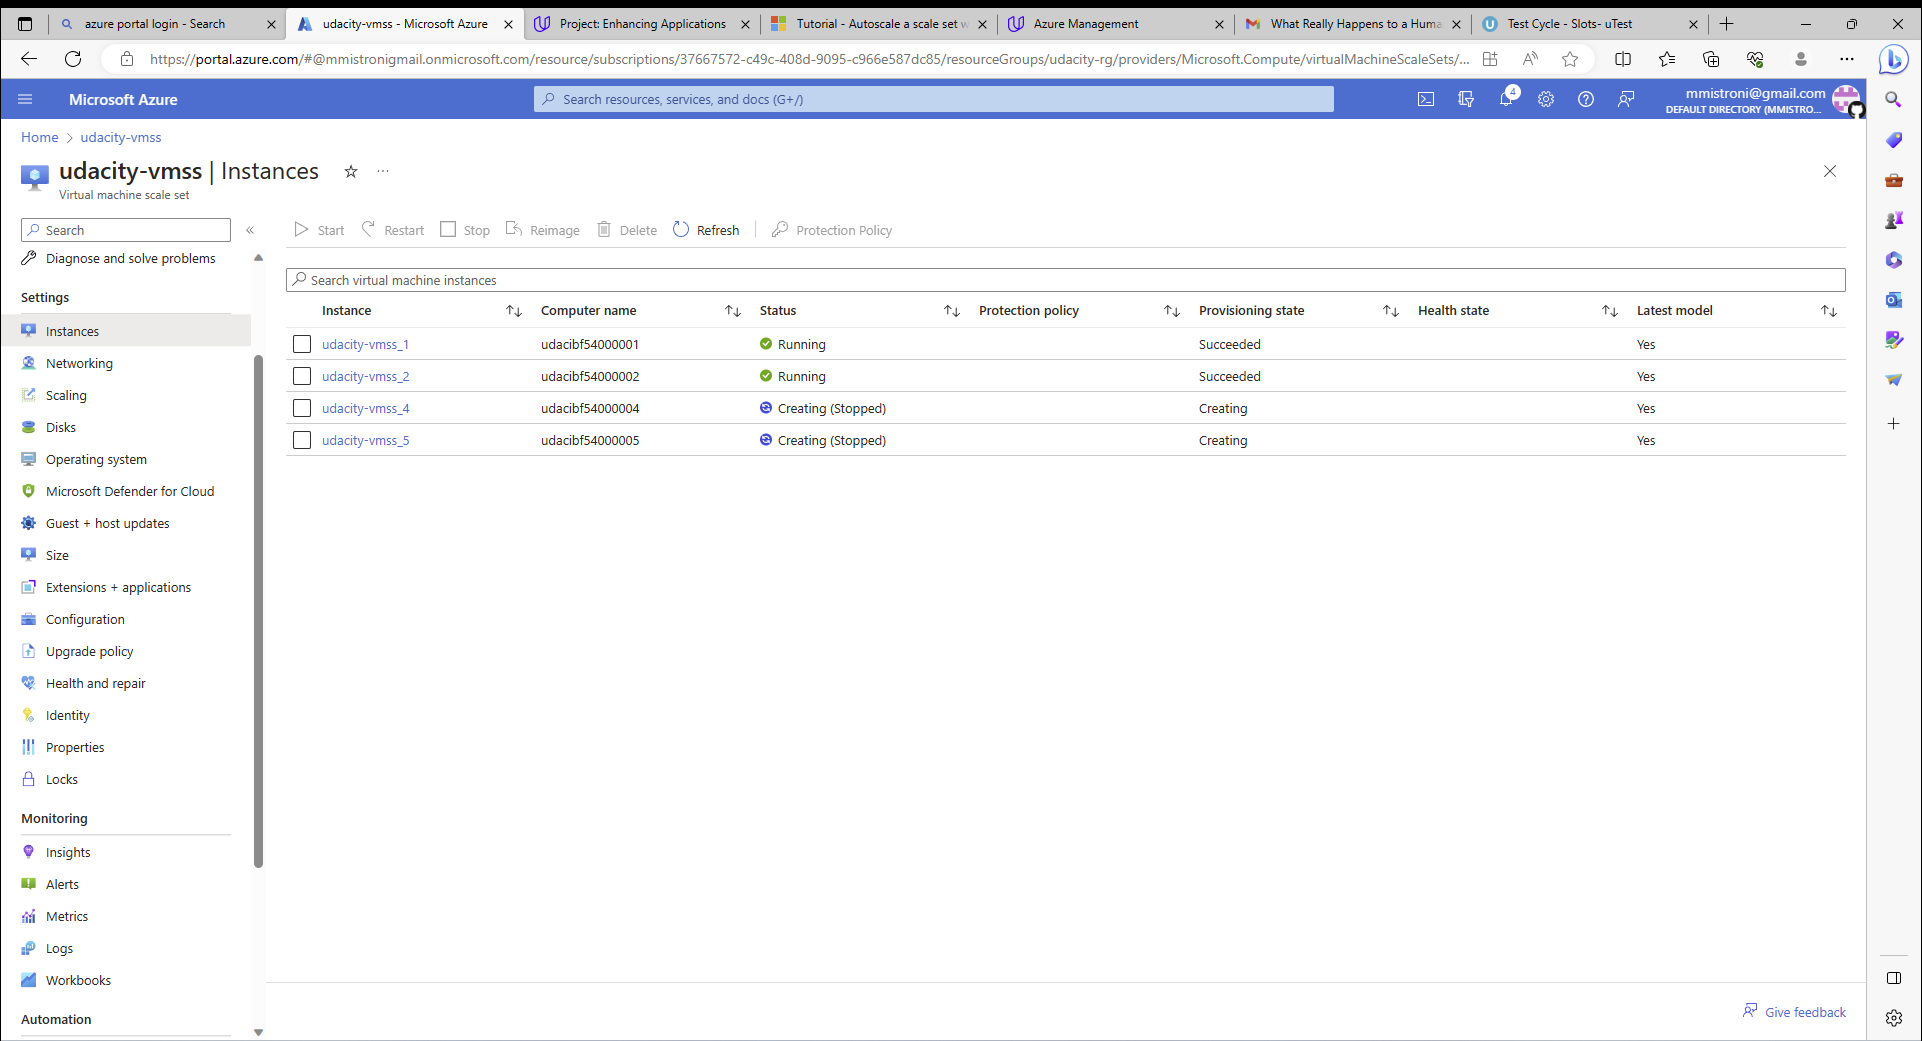 azure portal login - Search
udacity-vmss - Microsoft Azure
Project: Enhancing Applications
Tutorial - Autoscale a scale set w
Azure Management
What Really Happens to a Huma
Test Cycle - Slots- uTest
https://portal.azure.com/#@mmistronigmail.onmicrosoft.com/resource/subscriptions/37667572-c49c-408d-9095-c966e587dc85/resourceGroups/udacity-rg/providers/Microsoft.Compute/virtualMachineScaleSets/...
Microsoft Azure
Search resources, services, and docs (G+/)
4
mmistroni@gmail.com
DEFAULT DIRECTORY (MMISTRO...
Home > udacity-vmss
udacity-vmss | Instances
Virtual machine scale set
Search
Start Restart Stop Reimage Delete Refresh Protection Policy
Diagnose and solve problems
Settings
Instances
Networking
Scaling
Disks
Operating system
Microsoft Defender for Cloud
Guest + host updates
Size
Extensions + applications
Configuration
Upgrade policy
Health and repair
Identity
Properties
Locks
Monitoring
Insights
Alerts
Metrics
Logs
Workbooks
Automation
Search virtual machine instances
Instance Computer name Status Protection policy Provisioning state Health state Latest model
udacity-vmss_1 udacibf54000001 Running Succeeded Yes
udacity-vmss_2 udacibf54000002 Running Succeeded Yes
udacity-vmss_4 udacibf54000004 Creating (Stopped) Creating Yes
udacity-vmss_5 udacibf54000005 Creating (Stopped) Creating Yes
Give feedback